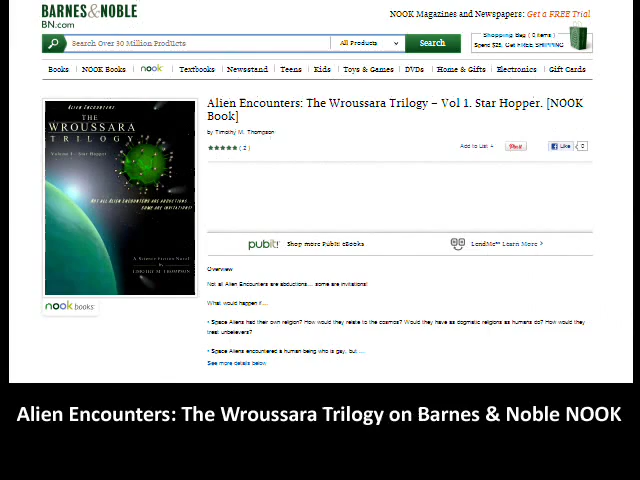 BARNES&NOBLE
BN.com
NOOK Magazines and Newspapers: Get a FREE Trial
Search Over 30 Million Products
All Products
Search
Shopping Bag ( 0 items )
Spend $25, Get FREE SHIPPING
Books
NOOK Books
nook
Textbooks
Newsstand
Teens
Kids
Toys & Games
DVDs
Home & Gifts
Electronics
Gift Cards
ALIEN ENCOUNTERS:
THE
WROUSSARA
TRILOGY
Volume 1 - Star Hopper
NOT ALL ALIEN ENCOUNTERS ARE ABDUCTIONS
SOME ARE INVITATIONS!
A Science Fiction Novel
By
TIMOTHY M. THOMPSON
nook books
Alien Encounters: The Wroussara Trilogy – Vol 1. Star Hopper. [NOOK
Book]
by Timothy M. Thompson
( 2 )
Add to List +
Pin it
Like
0
pubit!
Shop more PubIt! eBooks
LendMe™ Learn More >
Overview
Not all Alien Encounters are abductions... some are invitations!
What would happen if...
• Space Aliens had their own religion? How would they relate to the cosmos? Would they have as dogmatic religions as humans do? How would they
treat unbelievers?
• Space Aliens encountered a human being who is gay, but ...
See more details below
Alien Encounters: The Wroussara Trilogy on Barnes & Noble NOOK